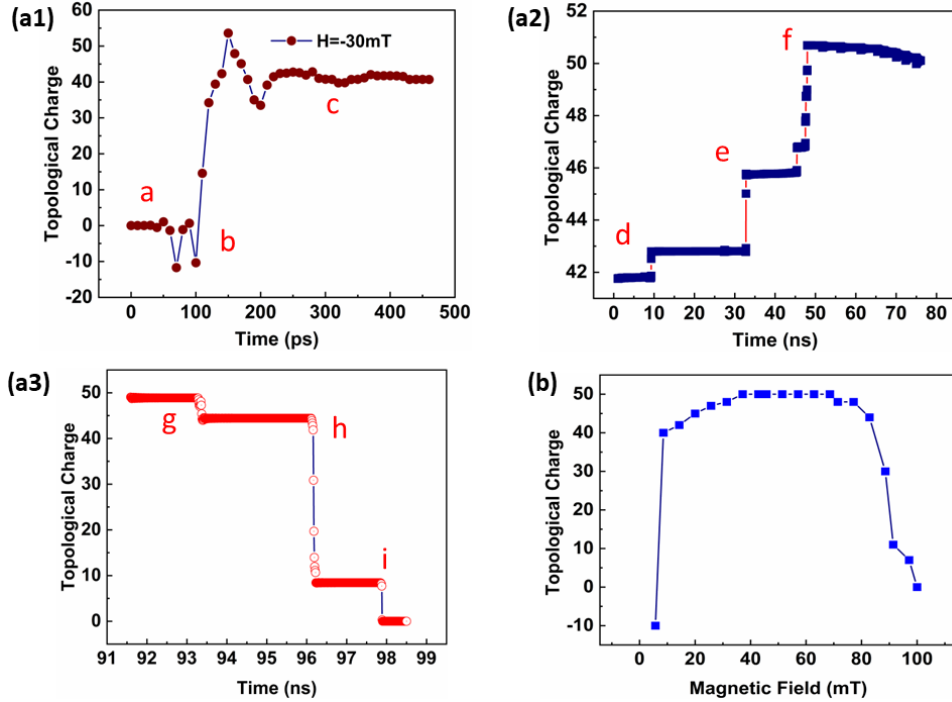 (a1)
60
50
40
30
20
10
0
-10
-20
H=-30mT
a
b
c
Topological Charge
0
100
200
300
400
500
Time (ps)
(a2)
52
50
48
46
44
42
d
e
f
Topological Charge
0
10
20
30
40
50
60
70
80
Time (ns)
(a3)
50
40
30
20
10
0
g
h
i
Topological Charge
91
92
93
94
95
96
97
98
99
Time (ns)
(b)
50
40
30
20
10
0
-10
Topological Charge
0
20
40
60
80
100
Magnetic Field (mT)